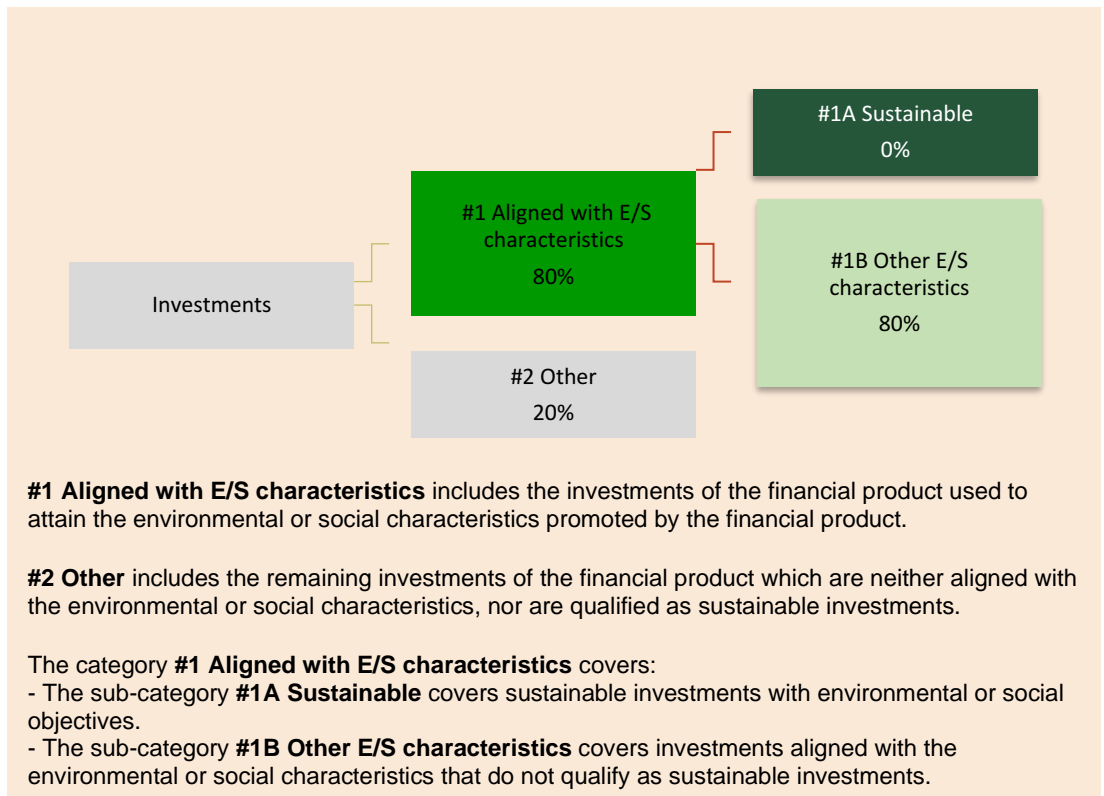 #1A Sustainable
0%
#1 Aligned with E/S
characteristics
80%
#1B Other E/S
characteristics
80%
Investments
#2 Other
20%
#1 Aligned with E/S characteristics includes the investments of the financial product used to
attain the environmental or social characteristics promoted by the financial product.
#2 Other includes the remaining investments of the financial product which are neither aligned with
the environmental or social characteristics, nor are qualified as sustainable investments.
The category #1 Aligned with E/S characteristics covers:
- The sub-category #1A Sustainable covers sustainable investments with environmental or social
objectives.
- The sub-category #1B Other E/S characteristics covers investments aligned with the
environmental or social characteristics that do not qualify as sustainable investments.